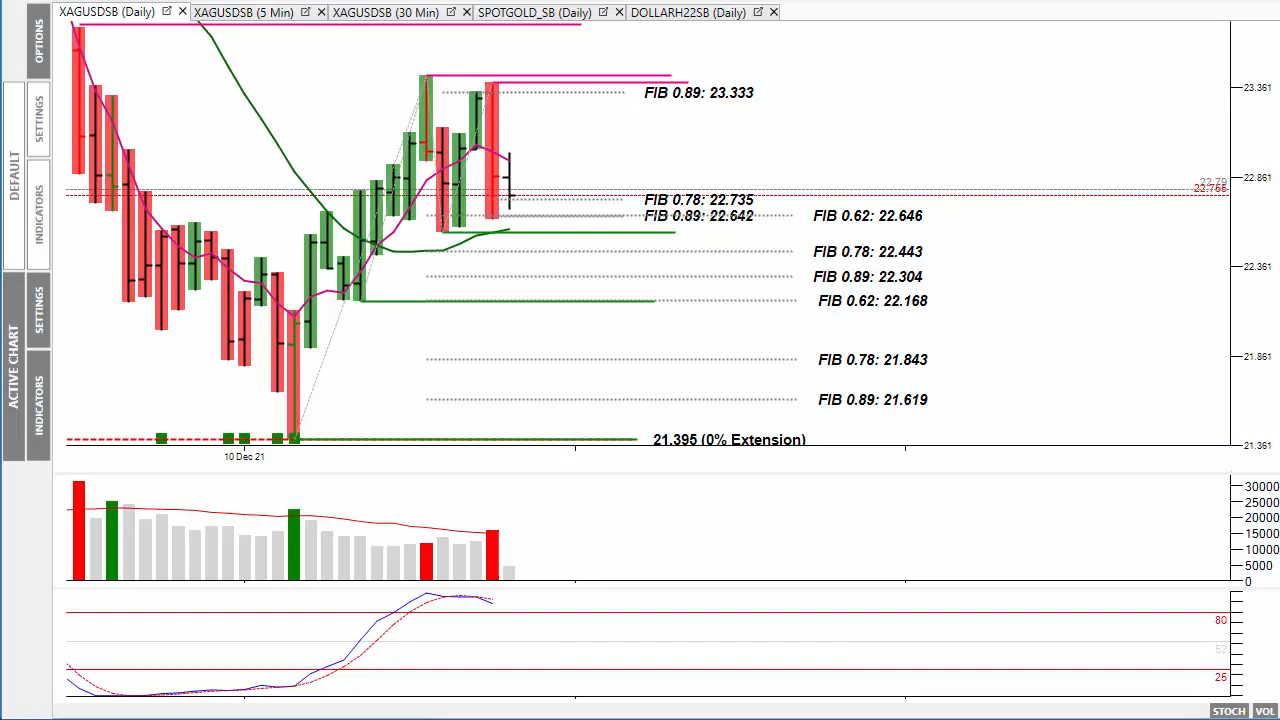 XAGUSDSB (Daily)
XAGUSDSB (5 Min)
XAGUSDSB (30 Min)
SPOTGOLD_SB (Daily)
DOLLARH22SB (Daily)
OPTIONS
DEFAULT
SETTINGS
INDICATORS
ACTIVE CHART
SETTINGS
INDICATORS
FIB 0.89: 23.333
23.361
22.861
22.79
FIB 0.78: 22.735
FIB 0.89: 22.642
FIB 0.62: 22.646
FIB 0.78: 22.443
FIB 0.89: 22.304
22.361
FIB 0.62: 22.168
FIB 0.78: 21.843
21.861
FIB 0.89: 21.619
21.395 (0% Extension)
21.361
10 Dec 21
30000
25000
20000
15000
10000
5000
0
80
52
25
STOCH
VOL